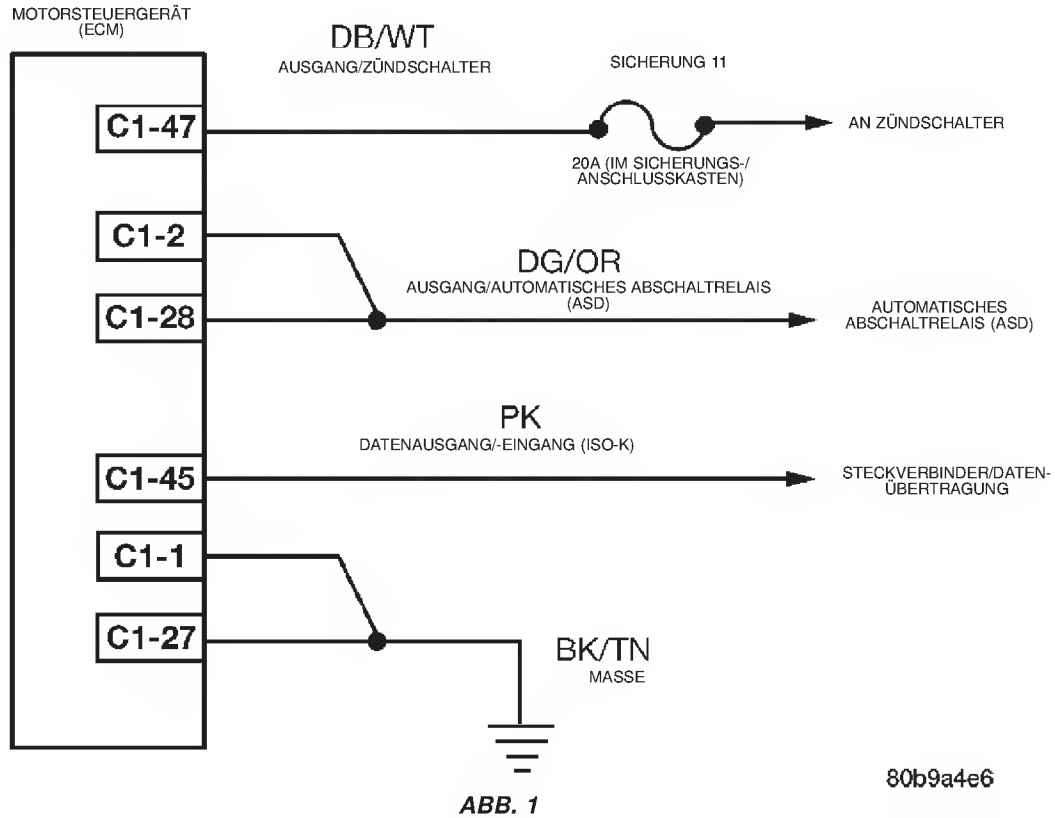 MOTORSTEUERGERÄT
(ECM)
DB/WT
AUSGANG/ZÜNDSCHALTER
SICHERUNG 11
C1-47
AN ZÜNDSCHALTER
20A (IM SICHERUNGS-/
ANSCHLUSSKASTEN)
C1-2
DG/OR
AUSGANG/AUTOMATISCHES ABSCHALTRELAIS
(ASD)
C1-28
AUTOMATISCHES
ABSCHALTRELAIS (ASD)
PK
DATENAUSGANG/-EINGANG (ISO-K)
C1-45
STECKVERBINDER/DATEN-
ÜBERTRAGUNG
C1-1
C1-27
BK/TN
MASSE
80b9a4e6
ABB. 1